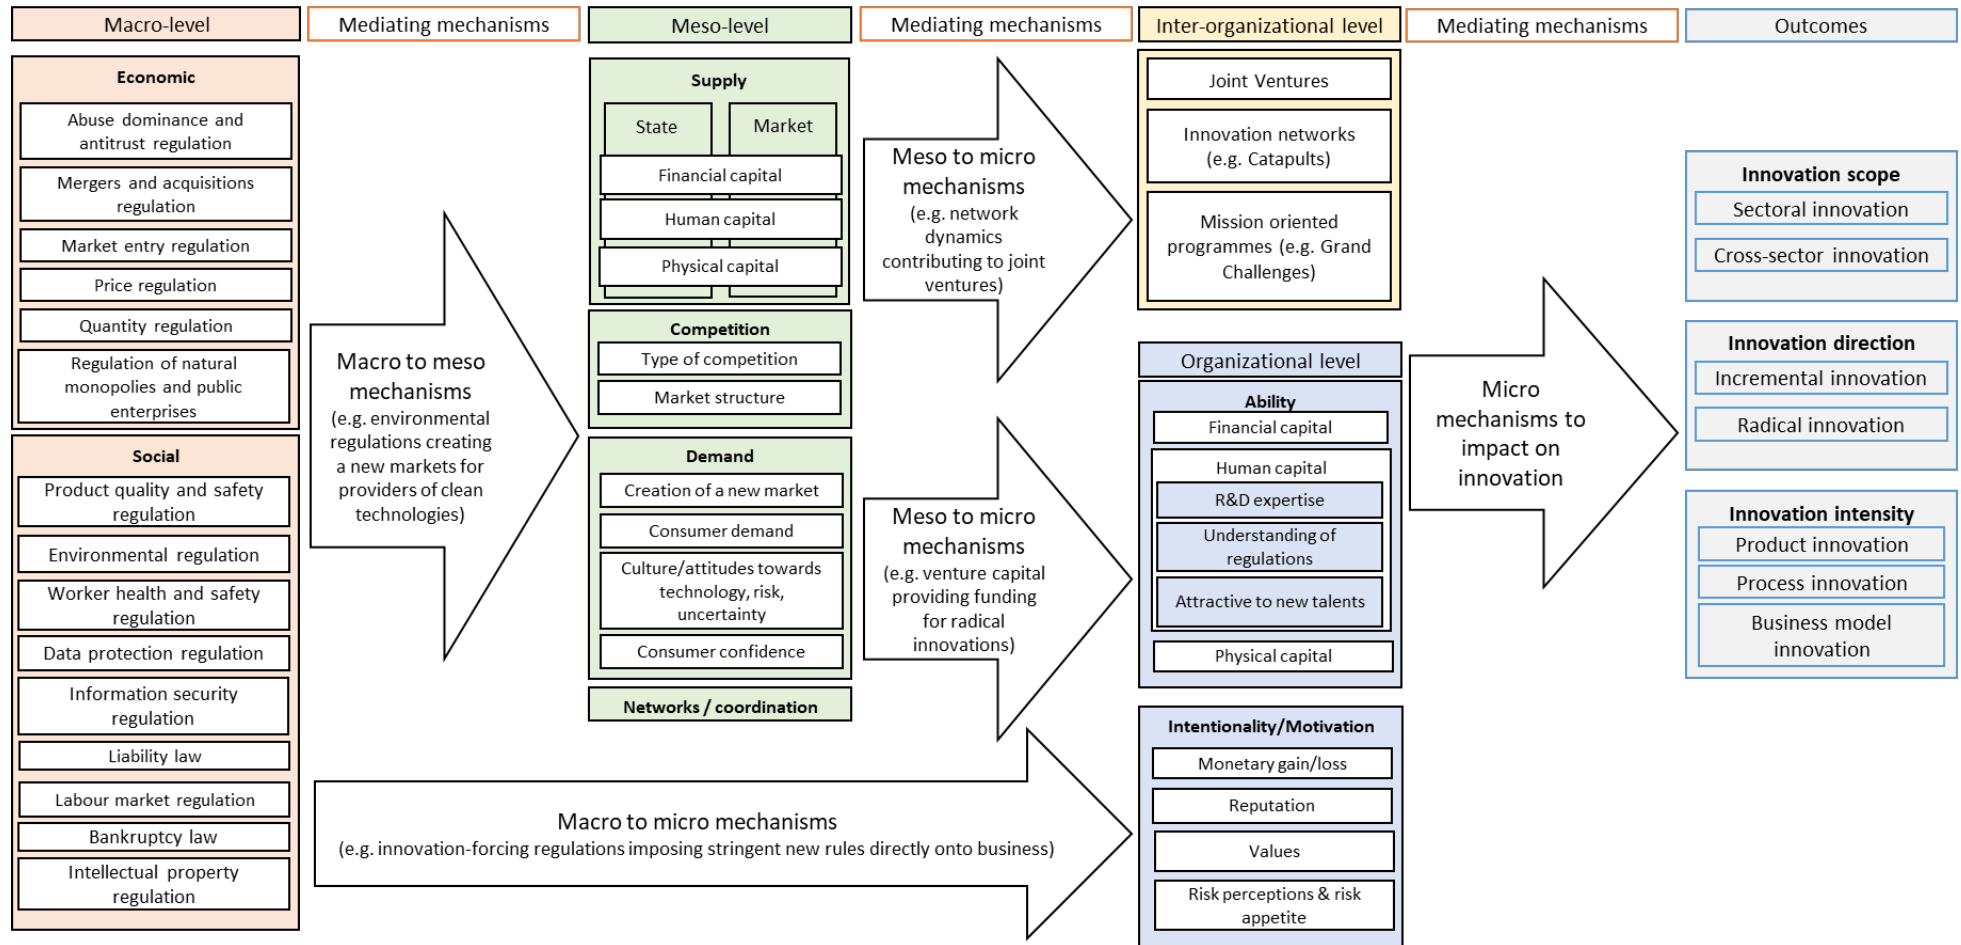 Macro-level
Mediating mechanisms
Meso-level
Mediating mechanisms
Inter-organizational level
Mediating mechanisms
Outcomes
Economic
Abuse dominance and
antitrust regulation
Mergers and acquisitions
regulation
Market entry regulation
Price regulation
Quantity regulation
Regulation of natural
monopolies and public
enterprises
Social
Product quality and safety
regulation
Environmental regulation
Worker health and safety
regulation
Data protection regulation
Information security
regulation
Liability law
Labour market regulation
Bankruptcy law
Intellectual property
regulation
Macro to meso
mechanisms
(e.g. environmental
regulations creating
a new markets for
providers of clean
technologies)
Supply
State
Market
Financial capital
Human capital
Physical capital
Competition
Type of competition
Market structure
Demand
Creation of a new market
Consumer demand
Culture/attitudes towards
technology, risk,
uncertainty
Consumer confidence
Networks / coordination
Meso to micro
mechanisms
(e.g. network
dynamics
contributing to joint
ventures)
Meso to micro
mechanisms
(e.g. venture capital
providing funding
for radical
innovations)
Macro to micro mechanisms
(e.g. innovation-forcing regulations imposing stringent new rules directly onto business)
Joint Ventures
Innovation networks
(e.g. Catapults)
Mission oriented
programmes (e.g. Grand
Challenges)
Organizational level
Ability
Financial capital
Human capital
R&D expertise
Understanding of
regulations
Attractive to new talents
Physical capital
Intentionality/Motivation
Monetary gain/loss
Reputation
Values
Risk perceptions & risk
appetite
Micro
mechanisms to
impact on
innovation
Innovation scope
Sectoral innovation
Cross-sector innovation
Innovation direction
Incremental innovation
Radical innovation
Innovation intensity
Product innovation
Process innovation
Business model
innovation